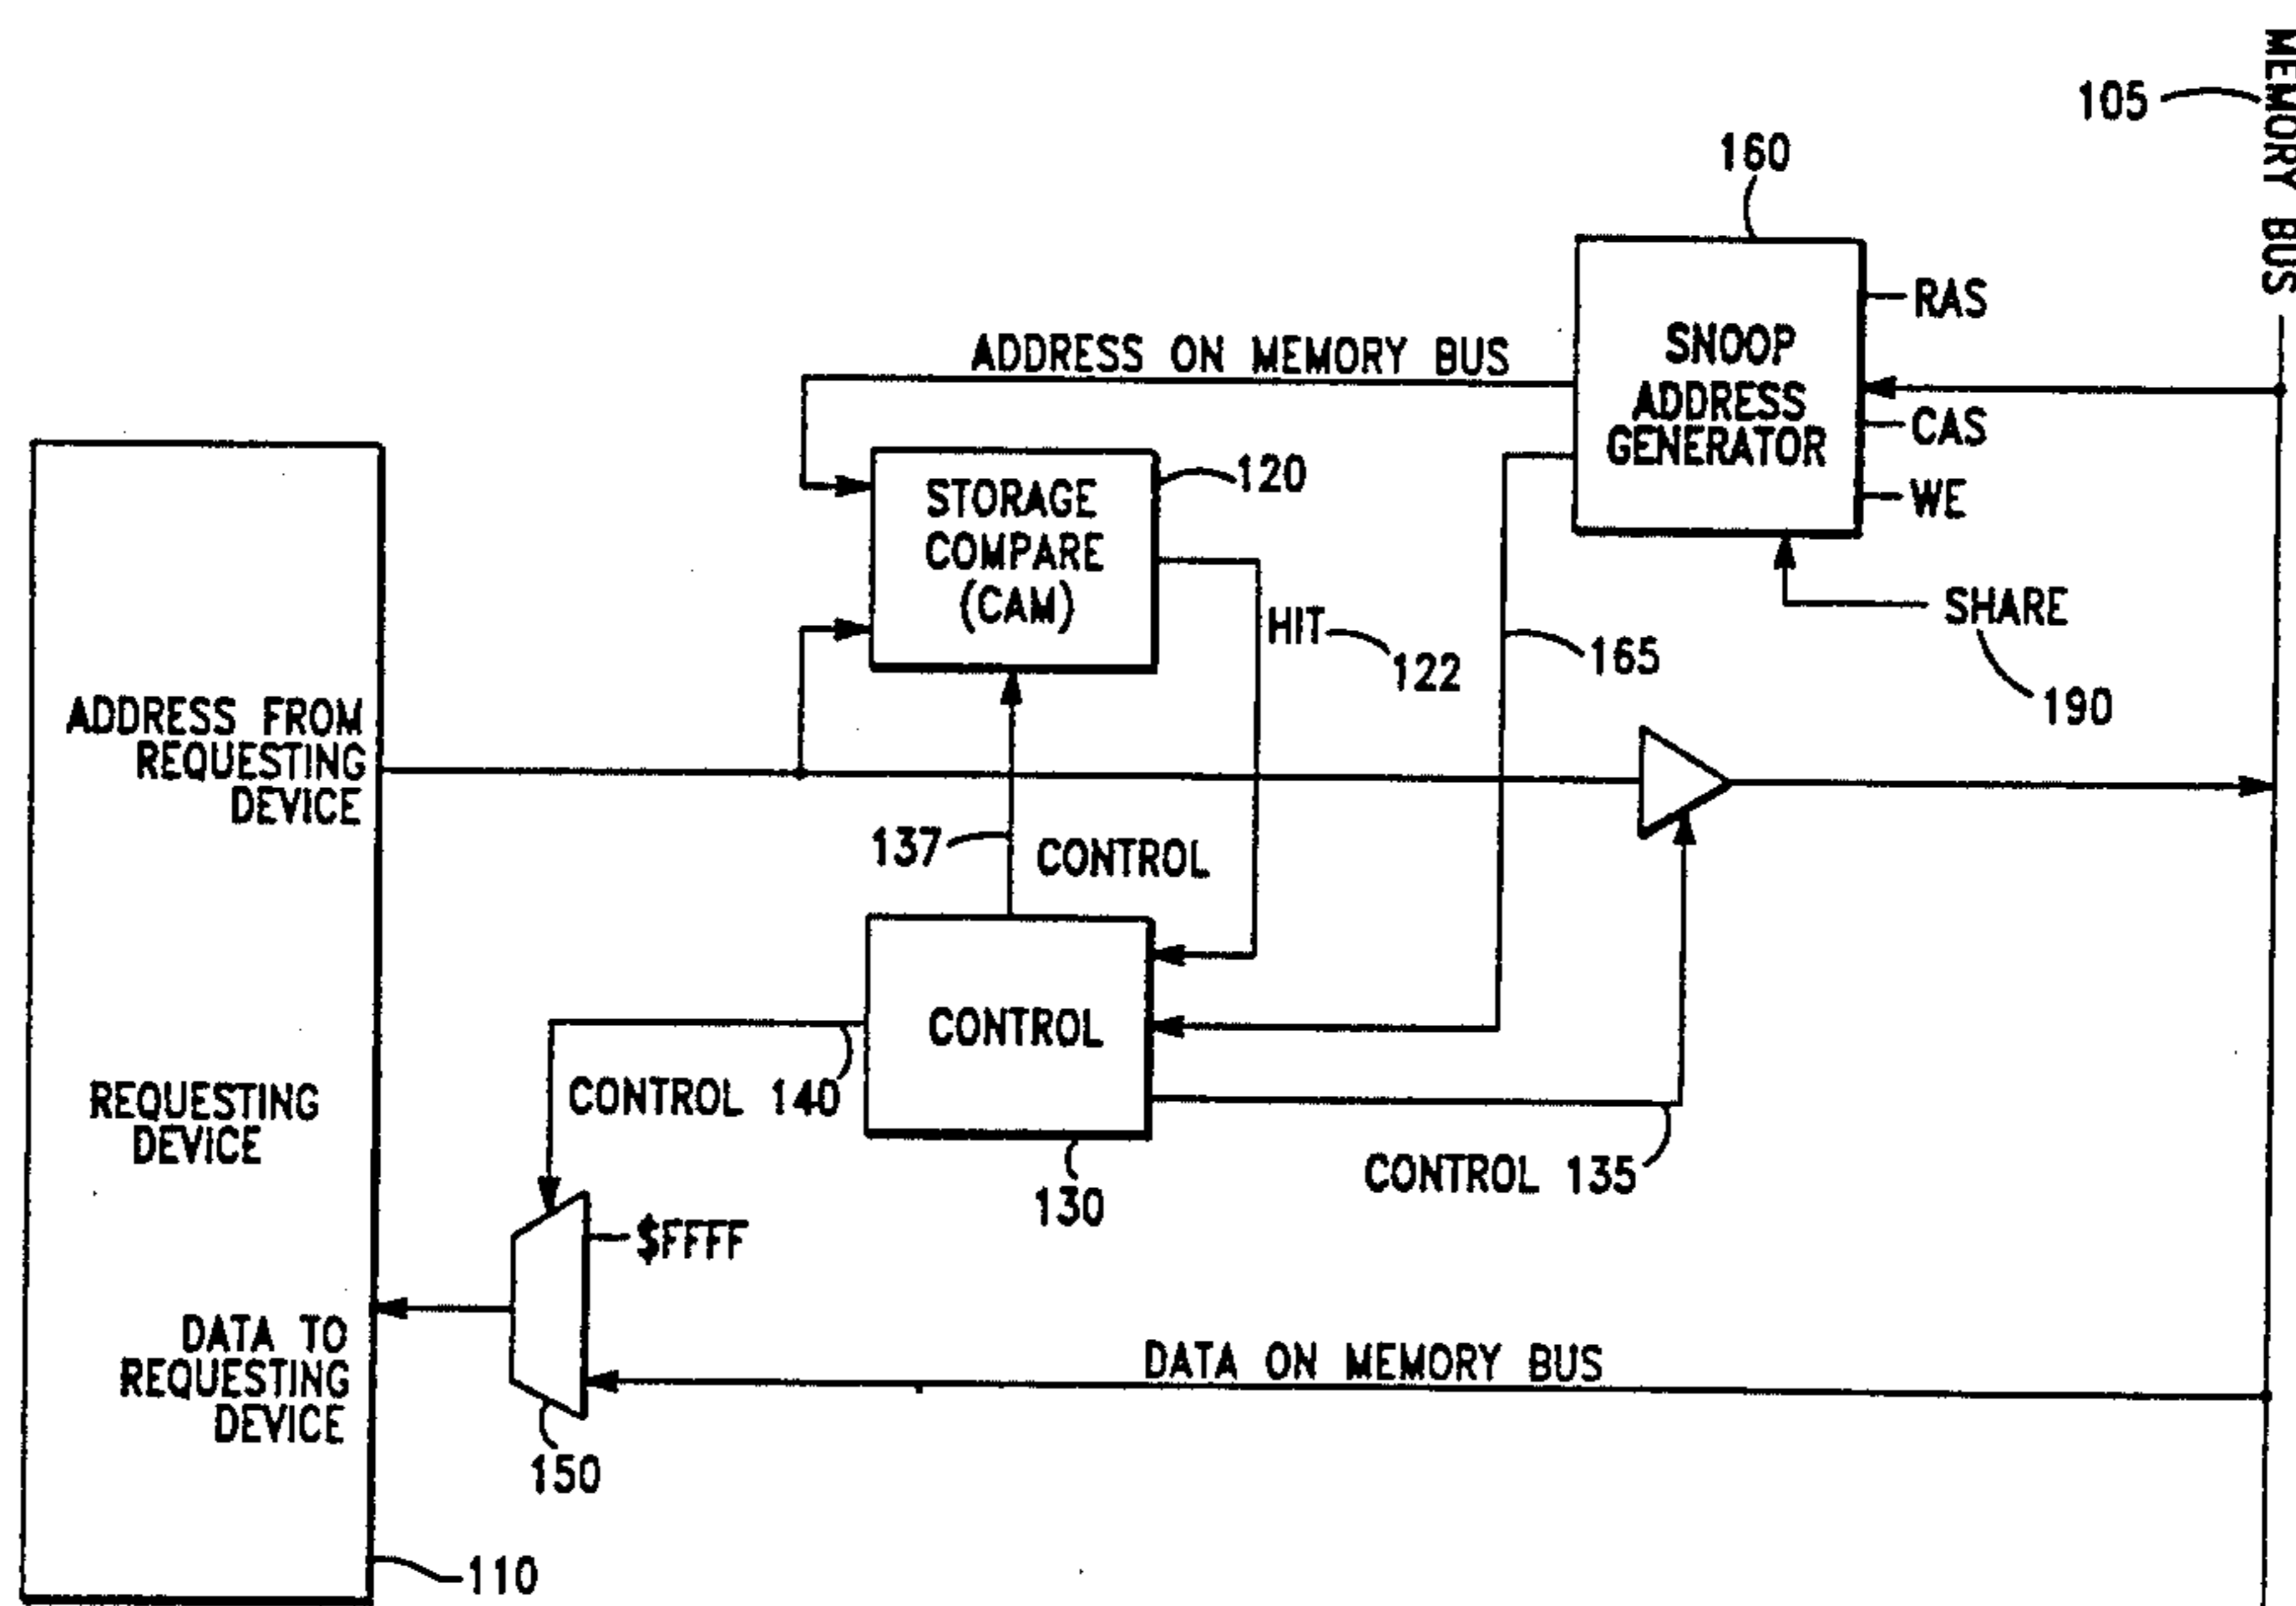 MEMORY BUS
105
160
RAS
SNOOP
ADDRESS
GENERATOR
CAS
WE
ADDRESS ON MEMORY BUS
STORAGE
COMPARE
(CAM)
120
HIT
122
165
SHARE
190
ADDRESS FROM
REQUESTING
DEVICE
137
CONTROL
CONTROL
CONTROL 140
CONTROL 135
130
REQUESTING
DEVICE
$FFFF
DATA TO
REQUESTING
DEVICE
DATA ON MEMORY BUS
150
110